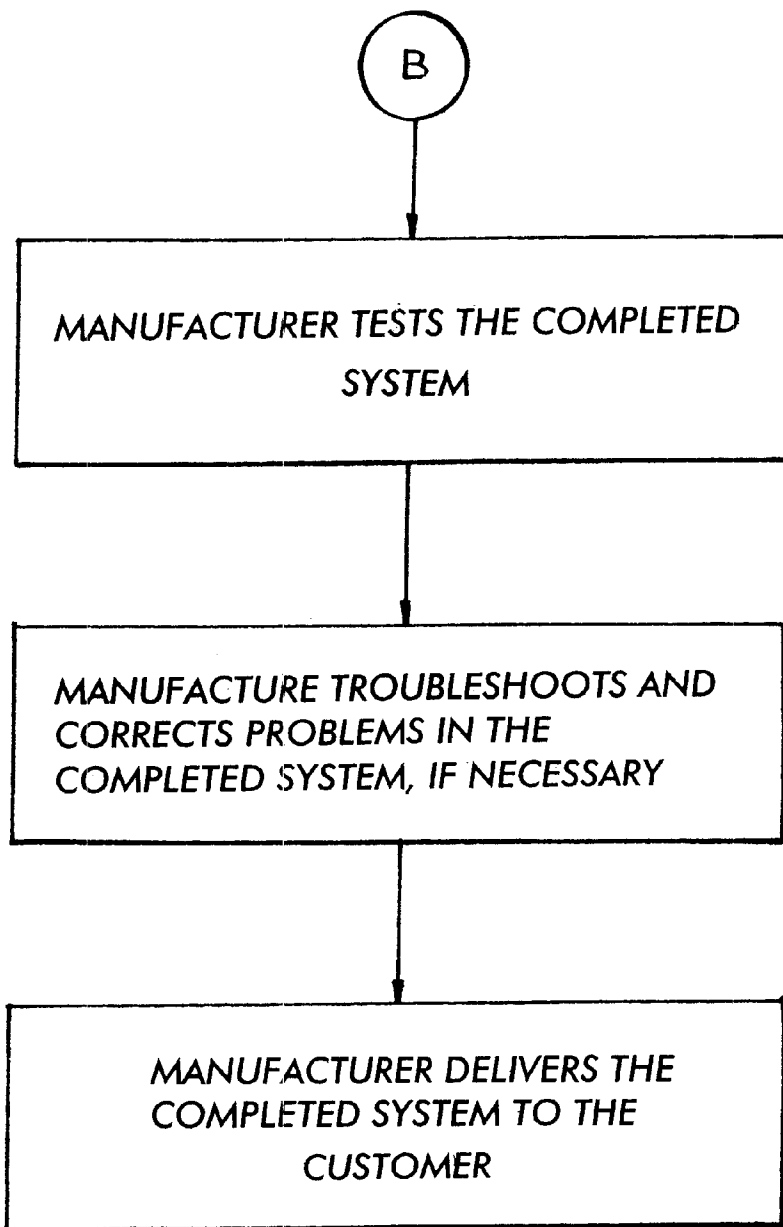 B
MANUFACTURER TESTS THE COMPLETED
SYSTEM
MANUFACTURE TROUBLESHOOTS AND
CORRECTS PROBLEMS IN THE
COMPLETED SYSTEM, IF NECESSARY
MANUFACTURER DELIVERS THE
COMPLETED SYSTEM TO THE
CUSTOMER